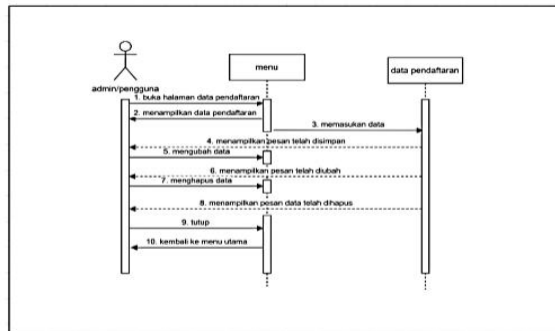 menu
data pendaftaran
admin/pengguna
1. buka halaman data pendaftaran
2. menampilkan data pendaftaran
3. memasukan data
4. menampilkan pesan telah disimpan
5. mengubah data
6. menampilkan pesan telah diubah
7. menghapus data
8. menampilkan pesan data telah dihapus
9. tutup
10. kembali ke menu utama